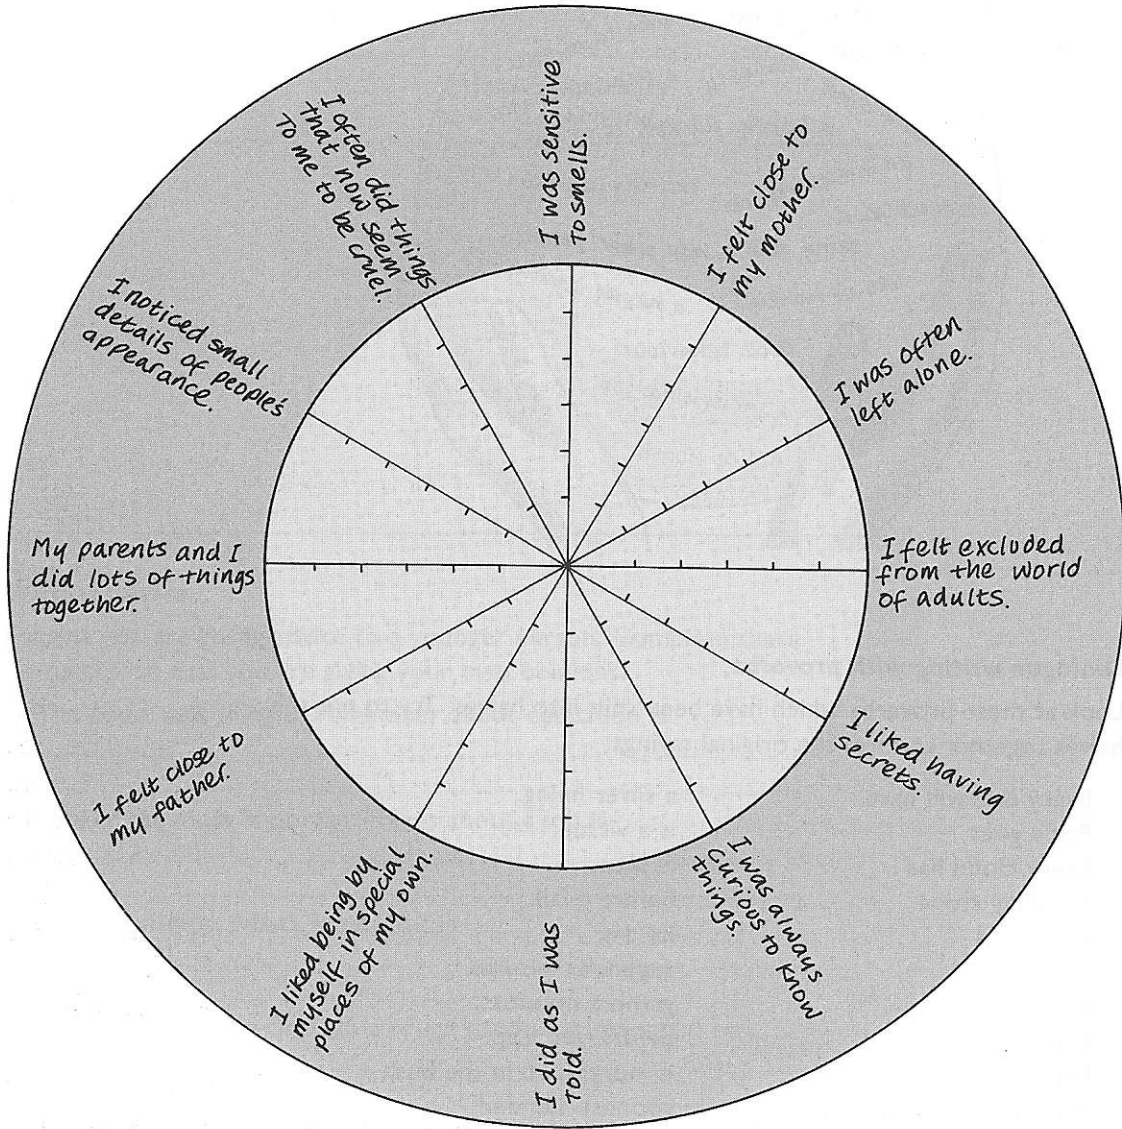 I was sensitive
to smells.
I felt close to
my mother.
I was often
left alone.
I felt excluded
from the world
of adults.
I liked having
secrets.
I was always
curious to know
things.
I did as I was
told.
I liked being by
myself in special
places of my own.
I felt close to
my father.
My parents and I
did lots of things
together.
I noticed small
details of people's
appearance.
I often did things
that now seem
To me to be cruel.